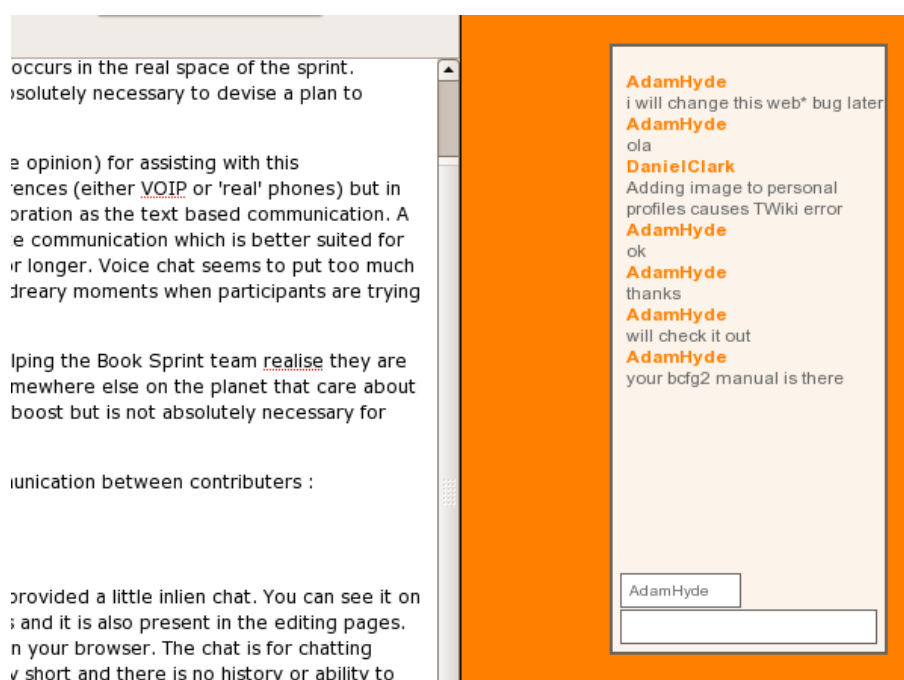 occurs in the real space of the sprint.
necessary to devise a plan to
opinion) for assisting with this
(either VOIP or 'real' phones) but in
as the text based communication. A
communication which is better suited for
longer. Voice chat seems to put too much
dreary moments when participants are trying
the Book Sprint team realise they are
else on the planet that care about
boost but is not absolutely necessary for
between contributers :
provided a little inlien chat. You can see it on
and it is also present in the editing pages.
your browser. The chat is for chatting
short and there is no history or ability to
AdamHyde
i will change this web* bug later
AdamHyde
ola
DanielClark
Adding image to personal
profiles causes TWiki error
AdamHyde
ok
AdamHyde
thanks
AdamHyde
will check it out
AdamHyde
your bcfg2 manual is there
AdamHyde